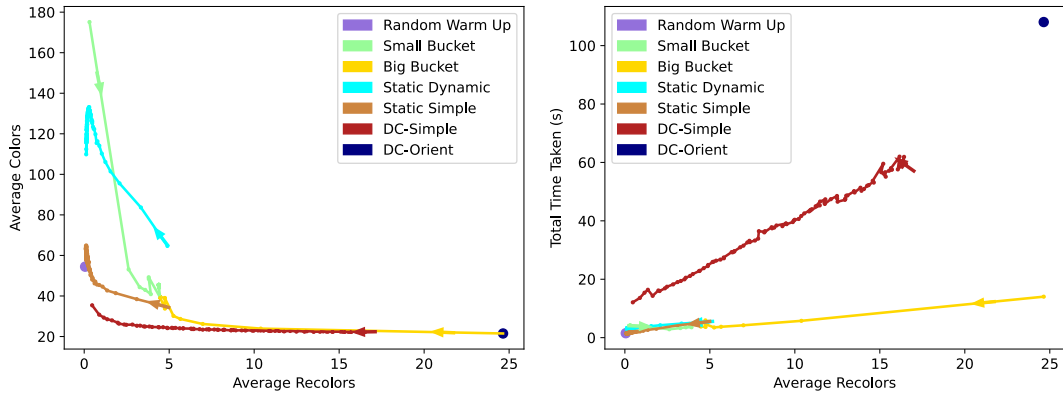 180
160
140
120
100
80
60
40
20
Average Colors
0
5
10
15
20
25
Average Recolors
Random Warm Up
Small Bucket
Big Bucket
Static Dynamic
Static Simple
DC-Simple
DC-Orient
100
80
60
40
20
0
Total Time Taken (s)
0
5
10
15
20
25
Average Recolors
Random Warm Up
Small Bucket
Big Bucket
Static Dynamic
Static Simple
DC-Simple
DC-Orient